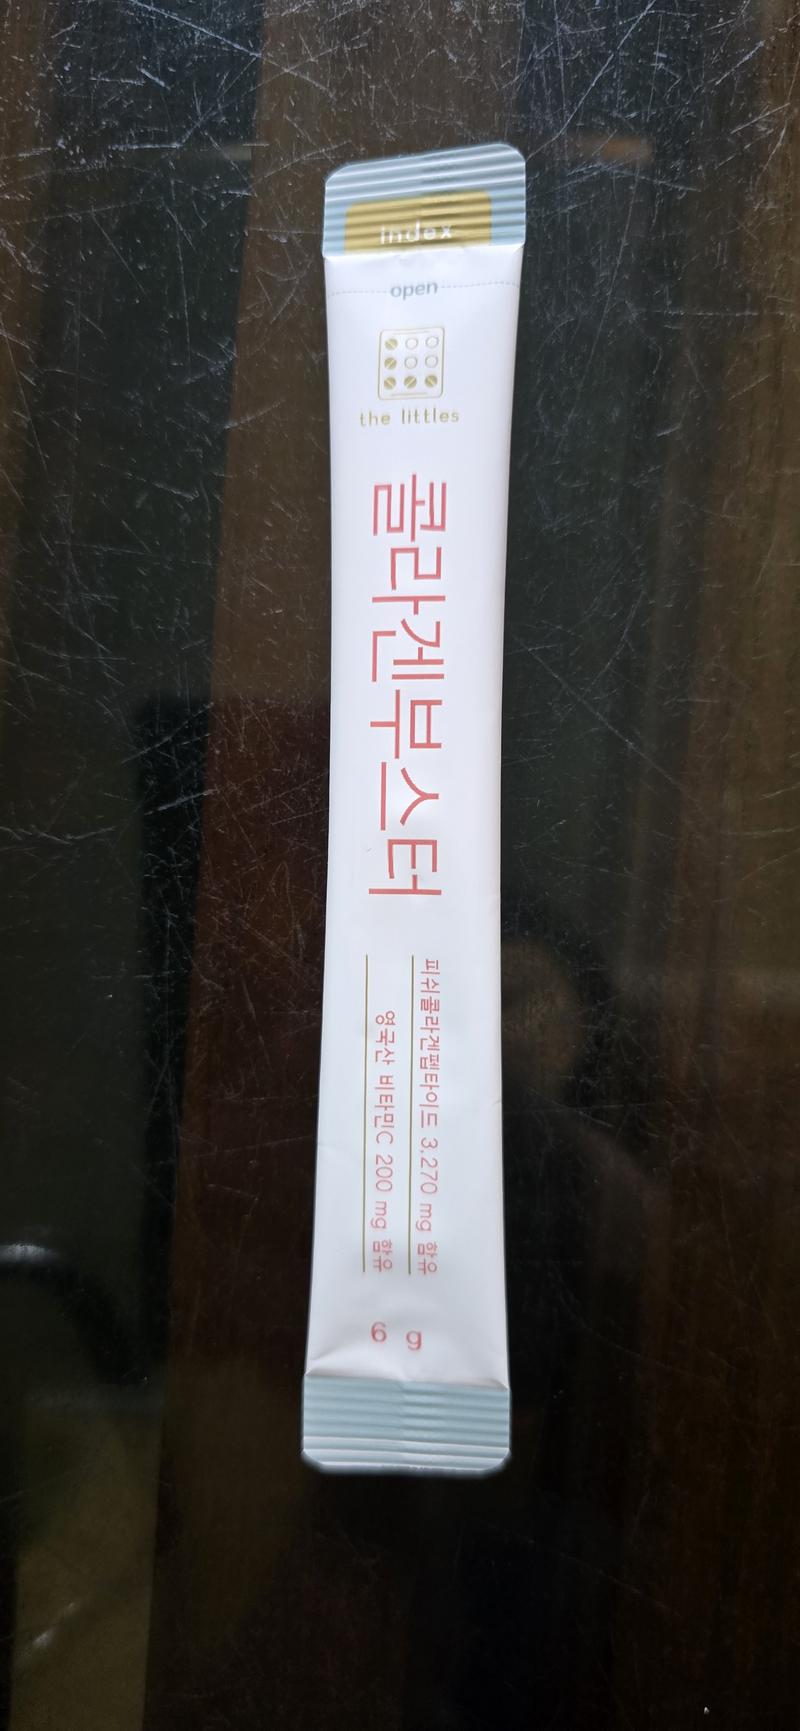 index
open
the littles
콜라겐부스터
피쉬콜라겐펩타이드 3,270 mg 함유
영국산 비타민C 200 mg 함유
6 g